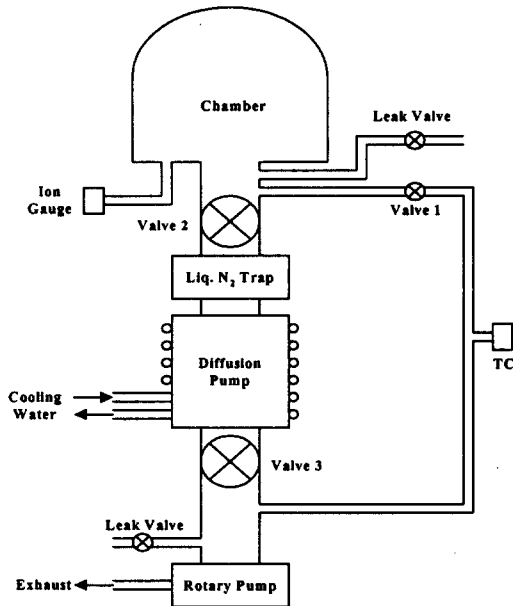 Chamber
Leak Valve
Ion
Gauge
Valve 1
Valve 2
Liq. N₂ Trap
TC
Diffusion
Pump
Cooling
Water
Valve 3
Leak Valve
Exhaust
Rotary Pump